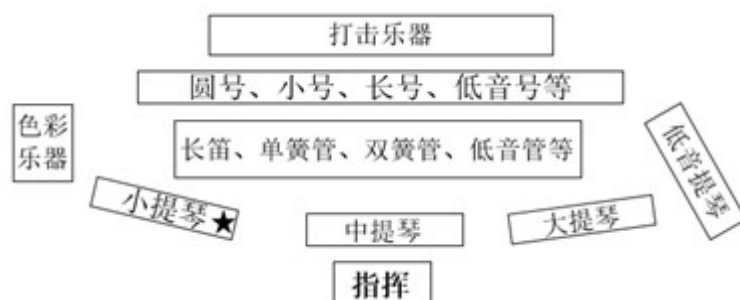 打击乐器
圆号、小号、长号、低音号等
色彩
乐器
长笛、单簧管、双簧管、低音管等
低音提琴
小提琴★
中提琴
大提琴
指挥